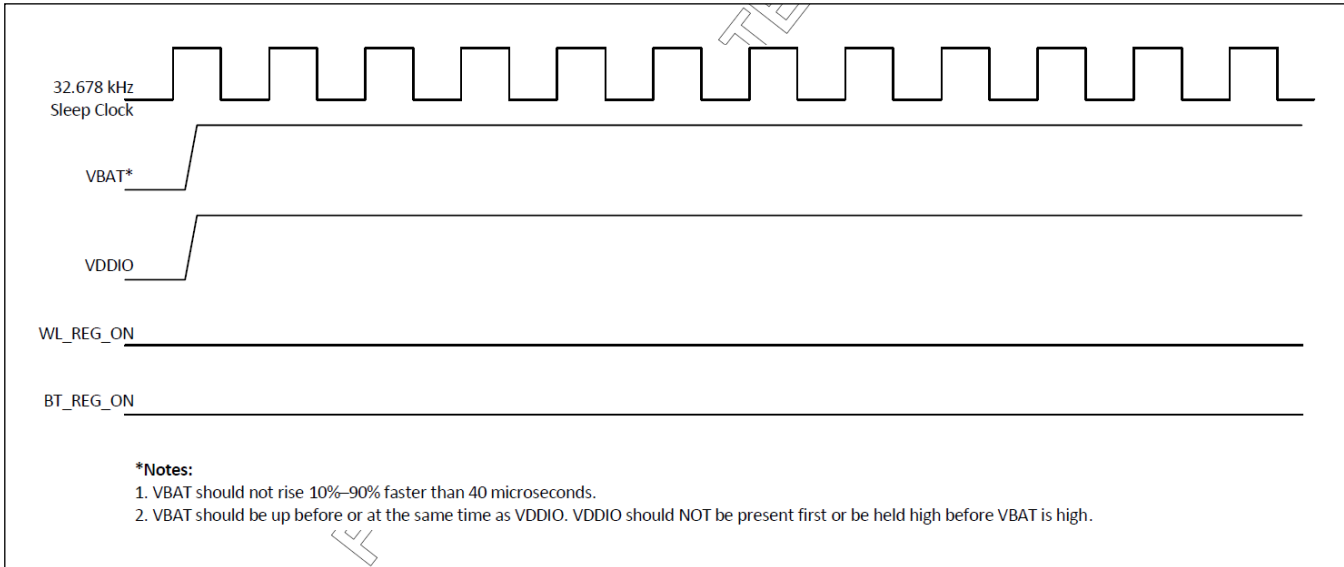 32.678 kHz
Sleep Clock
VBAT*
VDDIO
WL_REG_ON
BT_REG_ON
*Notes:
1. VBAT should not rise 10%–90% faster than 40 microseconds.
2. VBAT should be up before or at the same time as VDDIO. VDDIO should NOT be present first or be held high before VBAT is high.